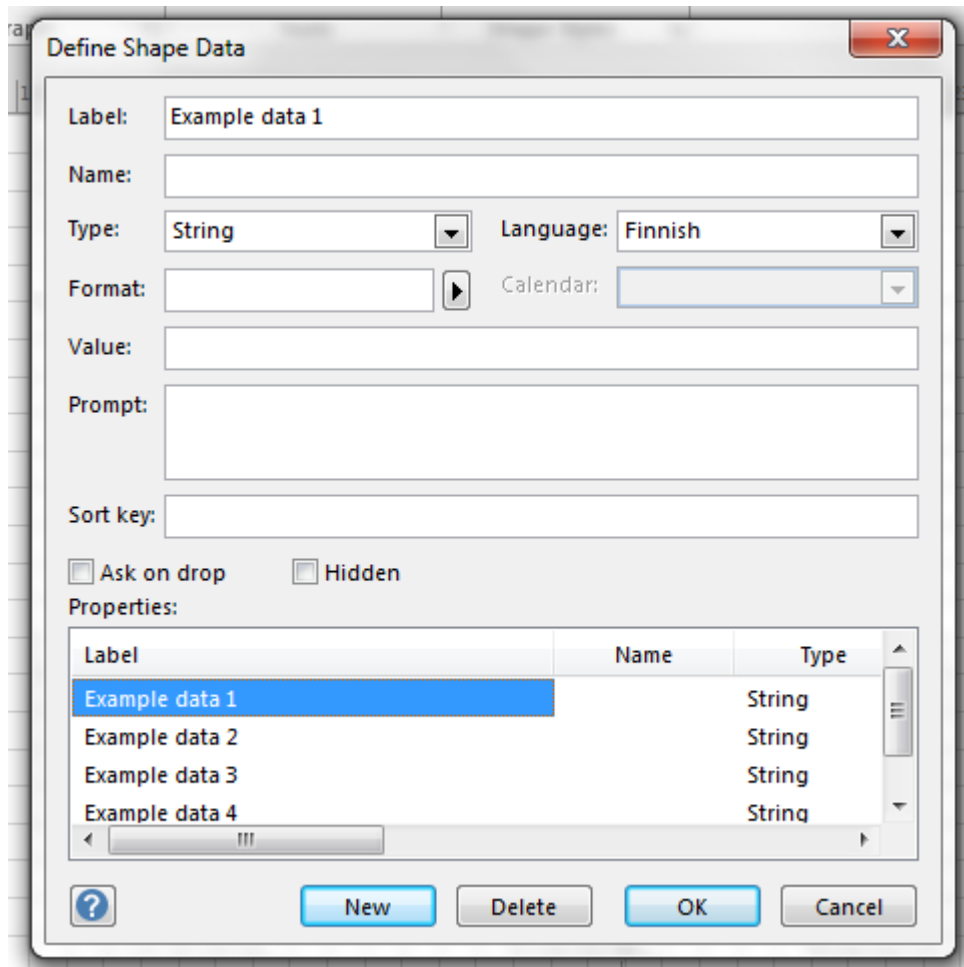 Define Shape Data
Label: Example data 1
Name:
Type: String Language: Finnish
Format: Calendar:
Value:
Prompt:
Sort key:
Ask on drop Hidden
Properties:
Label Name Type
Example data 1 String
Example data 2 String
Example data 3 String
Example data 4 String
New Delete OK Cancel